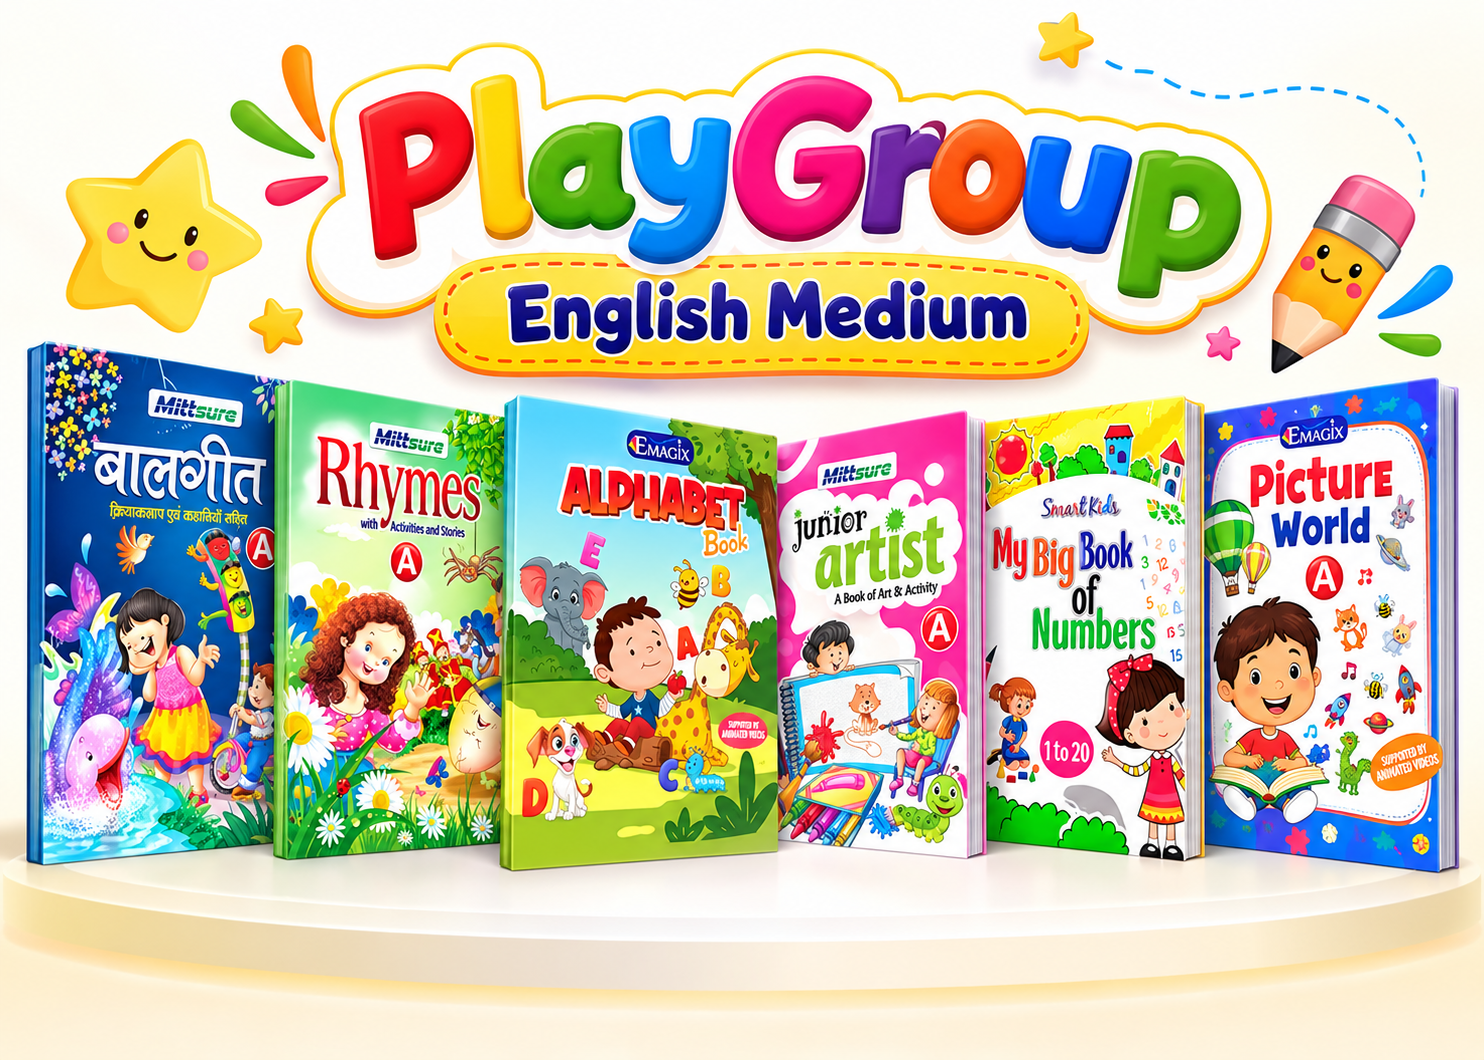 PlayGroup
English Medium
Mittsure
बालगीत
क्रियाकलाप एवं कहानियाँ सहित
A
Mittsure
Rhymes
with Activities and Stories
A
EMAGIX
ALPHABET
Book
E
B
A
D
C
SUPPORTED BY
ANIMATED VIDEOS
Mittsure
junior
artist
A Book of Art & Activity
A
Smart Kids
My Big Book
of
Numbers
1 to 20
EMAGIX
Picture
World
A
SUPPORTED BY
ANIMATED VIDEOS